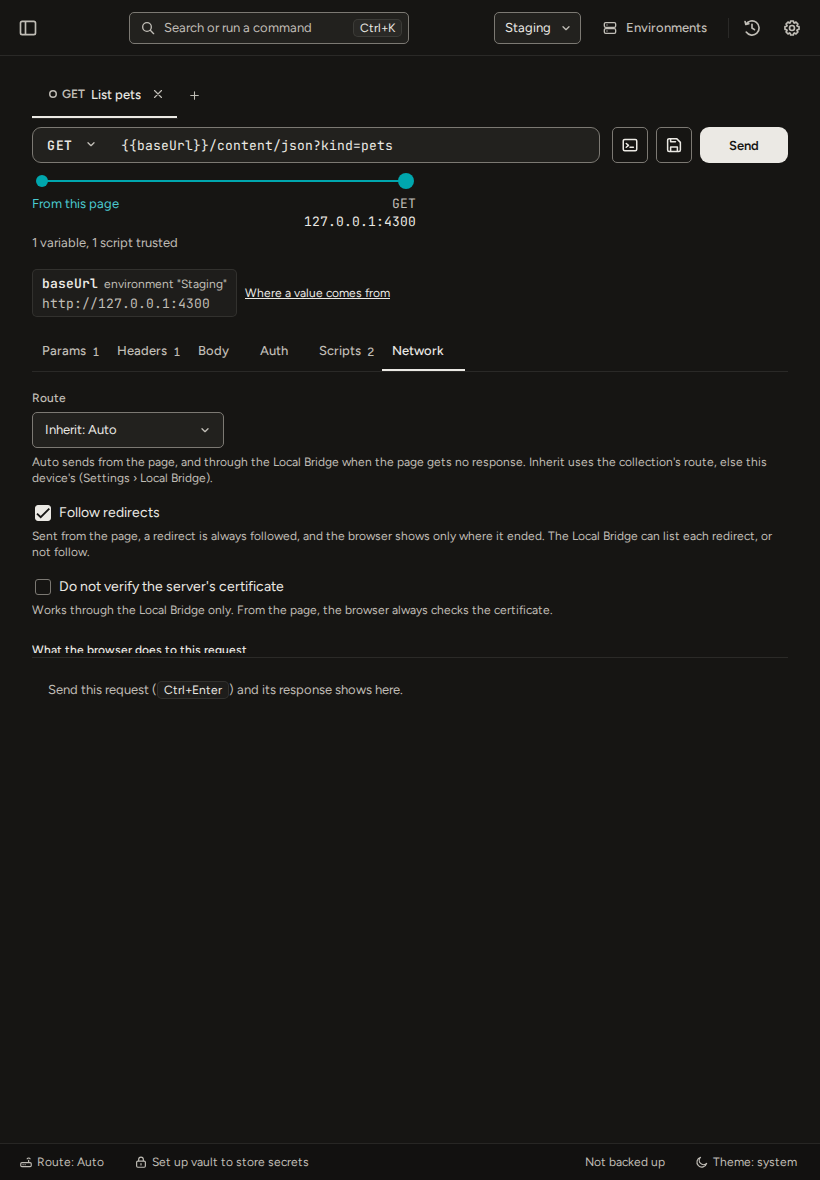 Search or run a command Ctrl+K Staging Environments
GET List pets
GET {{baseUrl}}/content/json?kind=pets Send
From this page GET
127.0.0.1:4300
1 variable, 1 script trusted
baseUrl environment "Staging"
http://127.0.0.1:4300
Where a value comes from
Params 1 Headers 1 Body Auth Scripts 2 Network
Route
Inherit: Auto
Auto sends from the page, and through the Local Bridge when the page gets no response. Inherit uses the collection's route, else this
device's (Settings › Local Bridge).
Follow redirects
Sent from the page, a redirect is always followed, and the browser shows only where it ended. The Local Bridge can list each redirect, or
not follow.
Do not verify the server's certificate
Works through the Local Bridge only. From the page, the browser always checks the certificate.
What the browser does to this request
Send this request (Ctrl+Enter) and its response shows here.
Route: Auto Set up vault to store secrets Not backed up Theme: system